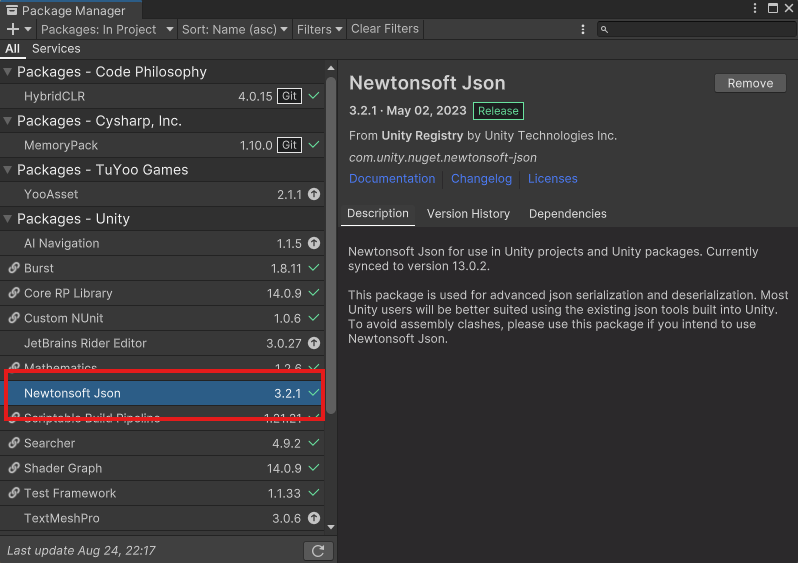 Package Manager
Packages: In Project
Sort: Name (asc)
Filters
Clear Filters
All
Services
Packages - Code Philosophy
HybridCLR 4.0.15 Git
Packages - Cysharp, Inc.
MemoryPack 1.10.0 Git
Packages - TuYoo Games
YooAsset 2.1.1
Packages - Unity
AI Navigation 1.1.5
Burst 1.8.11
Core RP Library 14.0.9
Custom NUnit 1.0.6
JetBrains Rider Editor 3.0.27
Mathematics 1.2.6
Newtonsoft Json 3.2.1
Scriptable Build Pipeline 1.21.21
Searcher 4.9.2
Shader Graph 14.0.9
Test Framework 1.1.33
TextMeshPro 3.0.6
Last update Aug 24, 22:17
Newtonsoft Json
Remove
3.2.1 · May 02, 2023 Release
From Unity Registry by Unity Technologies Inc.
com.unity.nuget.newtonsoft-json
Documentation Changelog Licenses
Description Version History Dependencies
Newtonsoft Json for use in Unity projects and Unity packages. Currently
synced to version 13.0.2.
This package is used for advanced json serialization and deserialization. Most
Unity users will be better suited using the existing json tools built into Unity.
To avoid assembly clashes, please use this package if you intend to use
Newtonsoft Json.